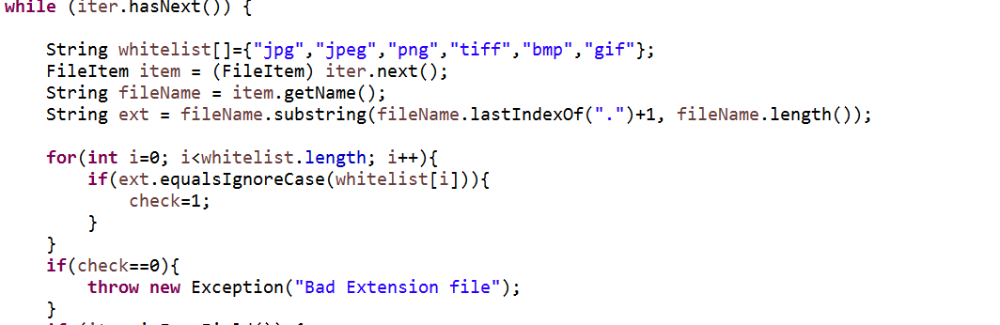 while (iter.hasNext()) {
String whitelist[]={"jpg","jpeg","png","tiff","bmp","gif"};
FileItem item = (FileItem) iter.next();
String fileName = item.getName();
String ext = fileName.substring(fileName.lastIndexOf(".")+1, fileName.length());
for(int i=0; i<whitelist.length; i++){
if(ext.equalsIgnoreCase(whitelist[i])){
check=1;
}
}
if(check==0){
throw new Exception("Bad Extension file");
}